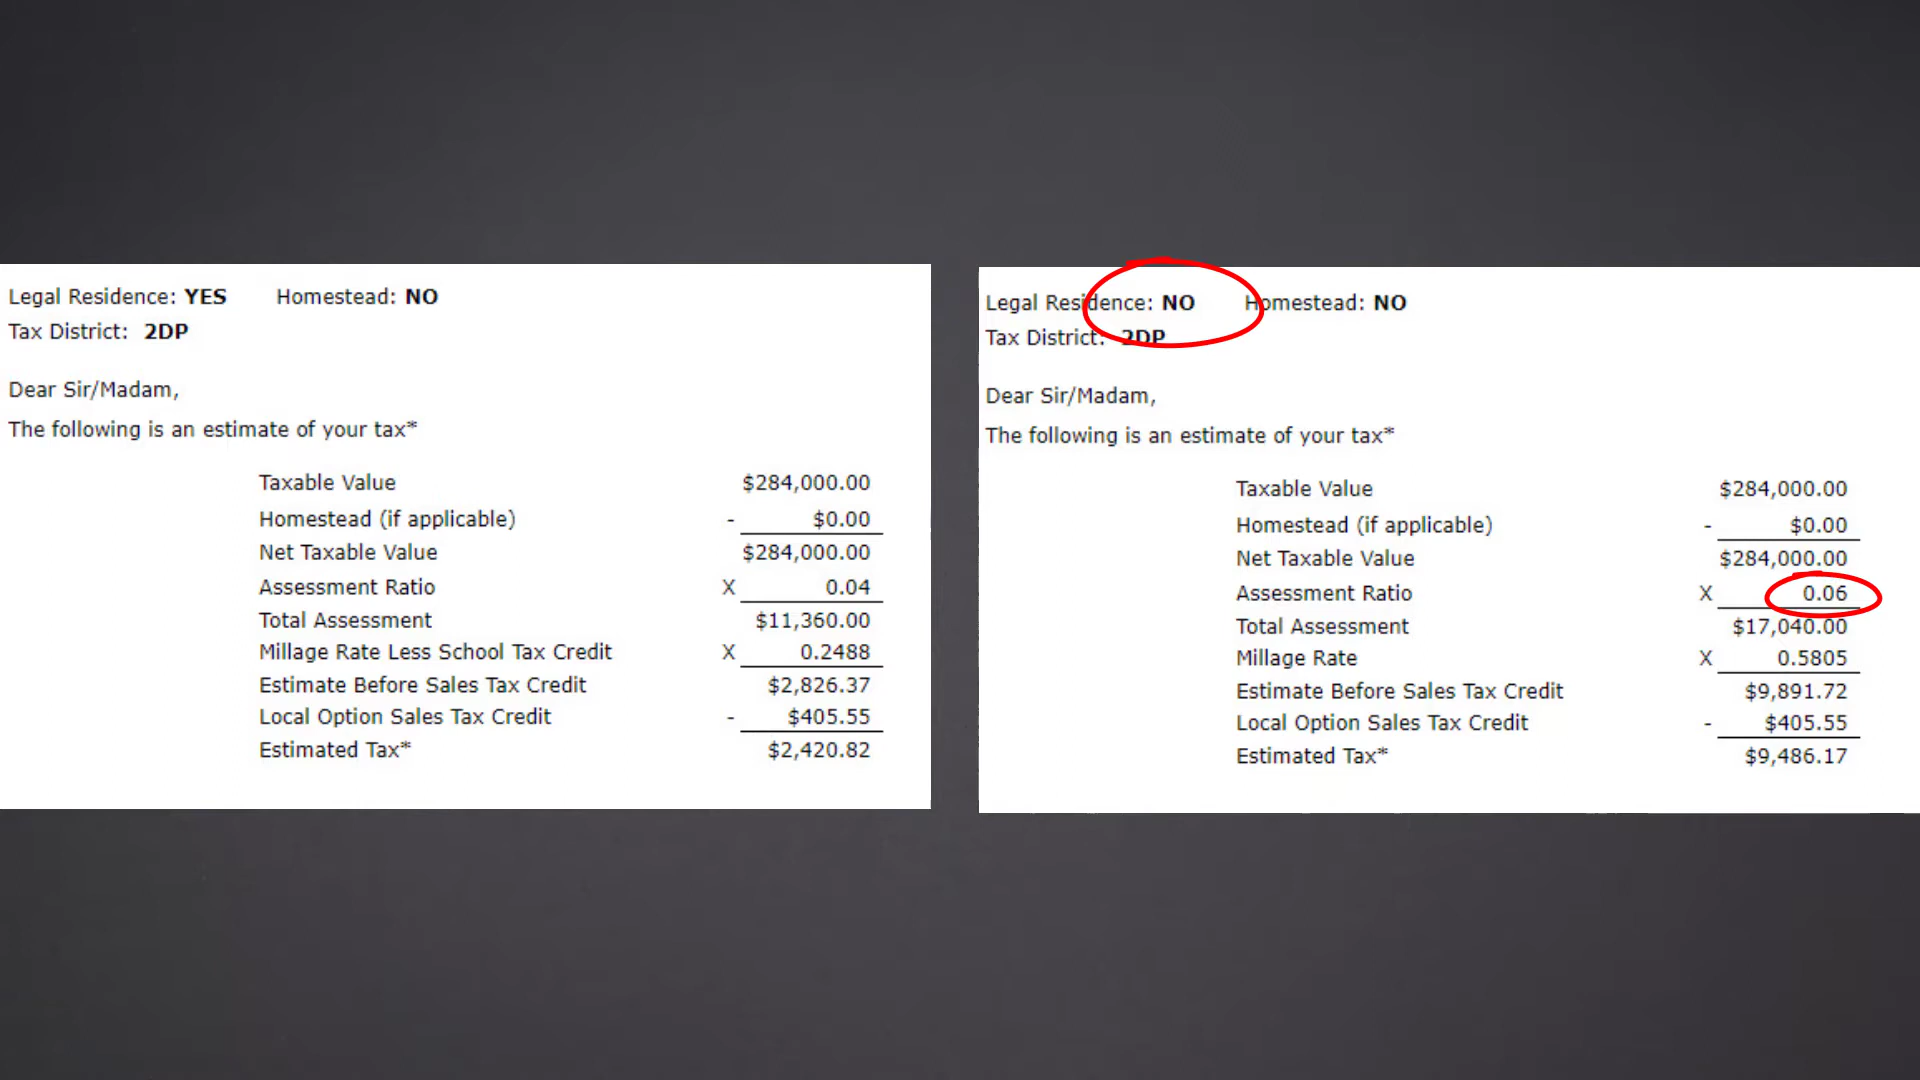 Legal Residence: YES Homestead: NO
Tax District: 2DP
Dear Sir/Madam,
The following is an estimate of your tax*
Taxable Value $284,000.00
Homestead (if applicable) - $0.00
Net Taxable Value $284,000.00
Assessment Ratio X 0.04
Total Assessment $11,360.00
Millage Rate Less School Tax Credit X 0.2488
Estimate Before Sales Tax Credit $2,826.37
Local Option Sales Tax Credit - $405.55
Estimated Tax* $2,420.82
Legal Residence: NO Homestead: NO
Tax District: 2DP
Dear Sir/Madam,
The following is an estimate of your tax*
Taxable Value $284,000.00
Homestead (if applicable) - $0.00
Net Taxable Value $284,000.00
Assessment Ratio X 0.06
Total Assessment $17,040.00
Millage Rate X 0.5805
Estimate Before Sales Tax Credit $9,891.72
Local Option Sales Tax Credit - $405.55
Estimated Tax* $9,486.17